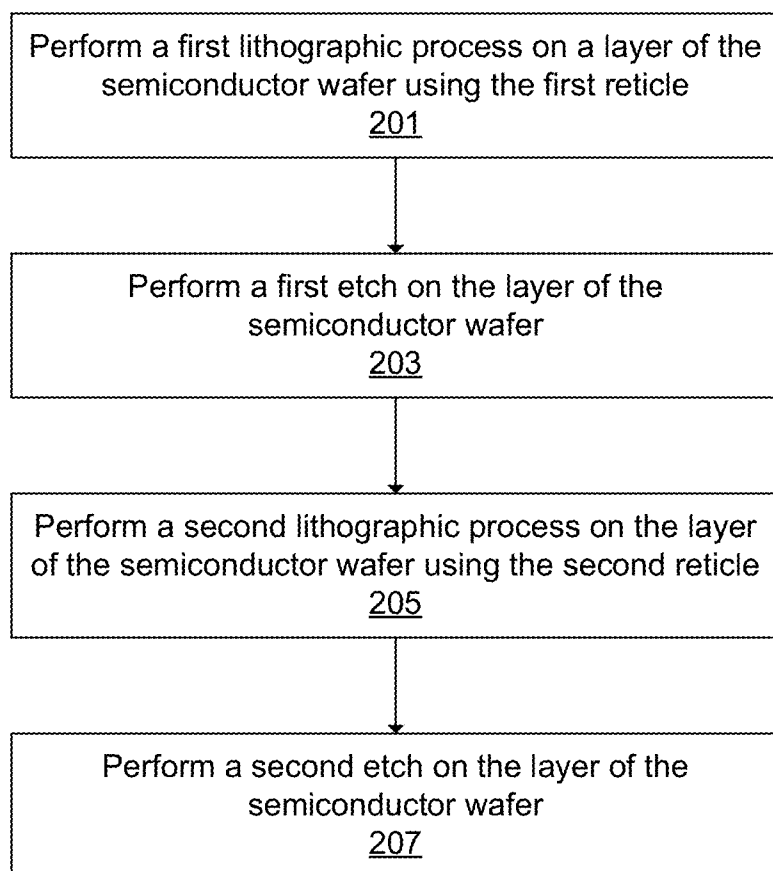 Perform a first lithographic process on a layer of the
semiconductor wafer using the first reticle
201
Perform a first etch on the layer of the
semiconductor wafer
203
Perform a second lithographic process on the layer
of the semiconductor wafer using the second reticle
205
Perform a second etch on the layer of the
semiconductor wafer
207